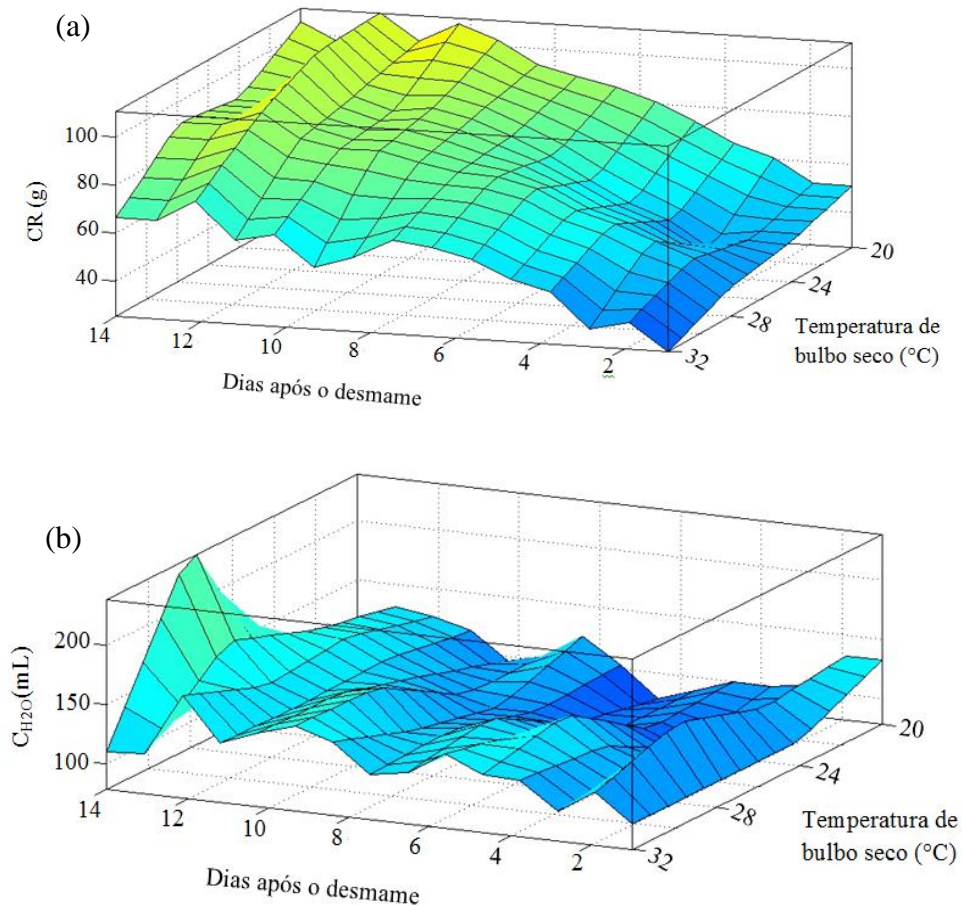 (a)
CR (g)
100
80
60
40
14
12
10
8
6
4
2
Dias após o desmame
20
24
28
32
Temperatura de
bulbo seco (°C)
(b)
C_H2O(mL)
200
150
100
14
12
10
8
6
4
2
Dias após o desmame
20
24
28
32
Temperatura de
bulbo seco (°C)